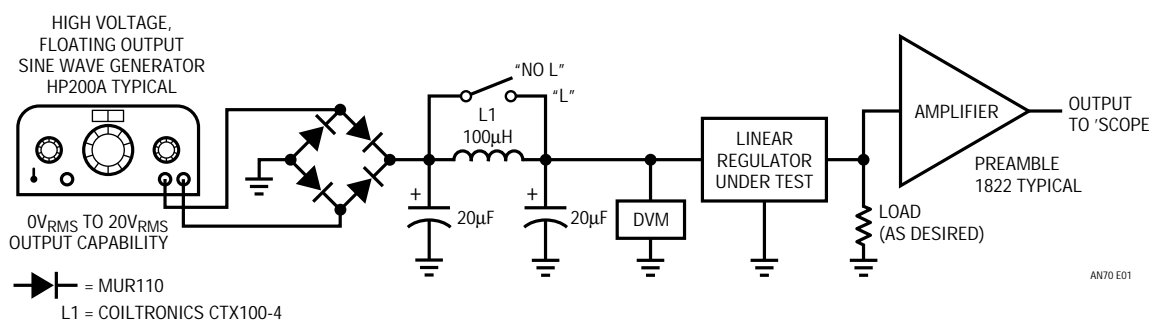 HIGH VOLTAGE,
FLOATING OUTPUT
SINE WAVE GENERATOR
HP200A TYPICAL
0VRMS TO 20VRMS
OUTPUT CAPABILITY
"NO L"
"L"
L1
100µH
+
20µF
+
20µF
DVM
LINEAR
REGULATOR
UNDER TEST
AMPLIFIER
OUTPUT
TO 'SCOPE
PREAMBLE
1822 TYPICAL
LOAD
(AS DESIRED)
= MUR110
L1 = COILTRONICS CTX100-4
AN70 E01